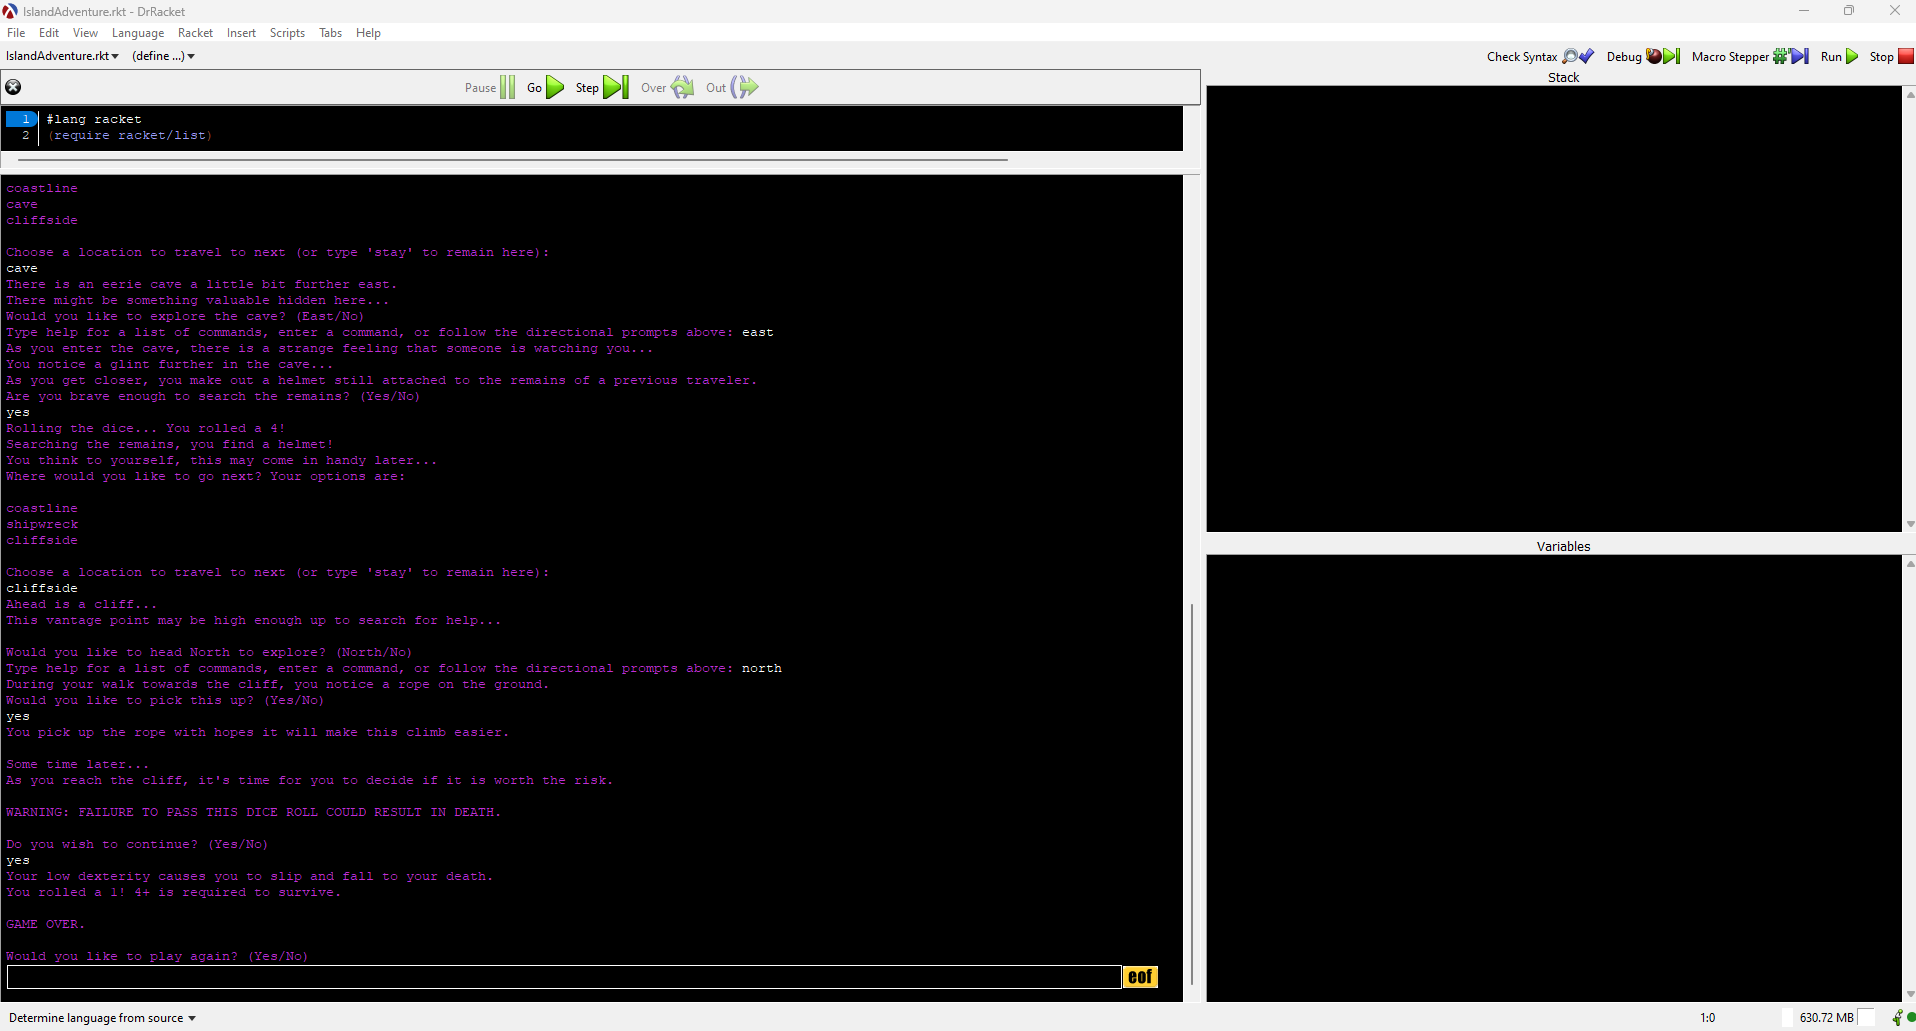 IslandAdventure.rkt - DrRacket
File Edit View Language Racket Insert Scripts Tabs Help
IslandAdventure.rkt (define ...) Check Syntax Debug Macro Stepper Run Stop
Pause Go Step Over Out
Stack
1 #lang racket
2 (require racket/list)
coastline
cave
cliffside
Choose a location to travel to next (or type 'stay' to remain here):
cave
There is an eerie cave a little bit further east.
There might be something valuable hidden here...
Would you like to explore the cave? (East/No)
Type help for a list of commands, enter a command, or follow the directional prompts above: east
As you enter the cave, there is a strange feeling that someone is watching you...
You notice a glint further in the cave...
As you get closer, you make out a helmet still attached to the remains of a previous traveler.
Are you brave enough to search the remains? (Yes/No)
yes
Rolling the dice... You rolled a 4!
Searching the remains, you find a helmet!
You think to yourself, this may come in handy later...
Where would you like to go next? Your options are:
coastline
shipwreck
cliffside
Choose a location to travel to next (or type 'stay' to remain here):
cliffside
Ahead is a cliff...
This vantage point may be high enough up to search for help...
Would you like to head North to explore? (North/No)
Type help for a list of commands, enter a command, or follow the directional prompts above: north
During your walk towards the cliff, you notice a rope on the ground.
Would you like to pick this up? (Yes/No)
yes
You pick up the rope with hopes it will make this climb easier.
Some time later...
As you reach the cliff, it's time for you to decide if it is worth the risk.
WARNING: FAILURE TO PASS THIS DICE ROLL COULD RESULT IN DEATH.
Do you wish to continue? (Yes/No)
yes
Your low dexterity causes you to slip and fall to your death.
You rolled a 1! 4+ is required to survive.
GAME OVER.
Would you like to play again? (Yes/No)
eof
Variables
Determine language from source 1:0 630.72 MB